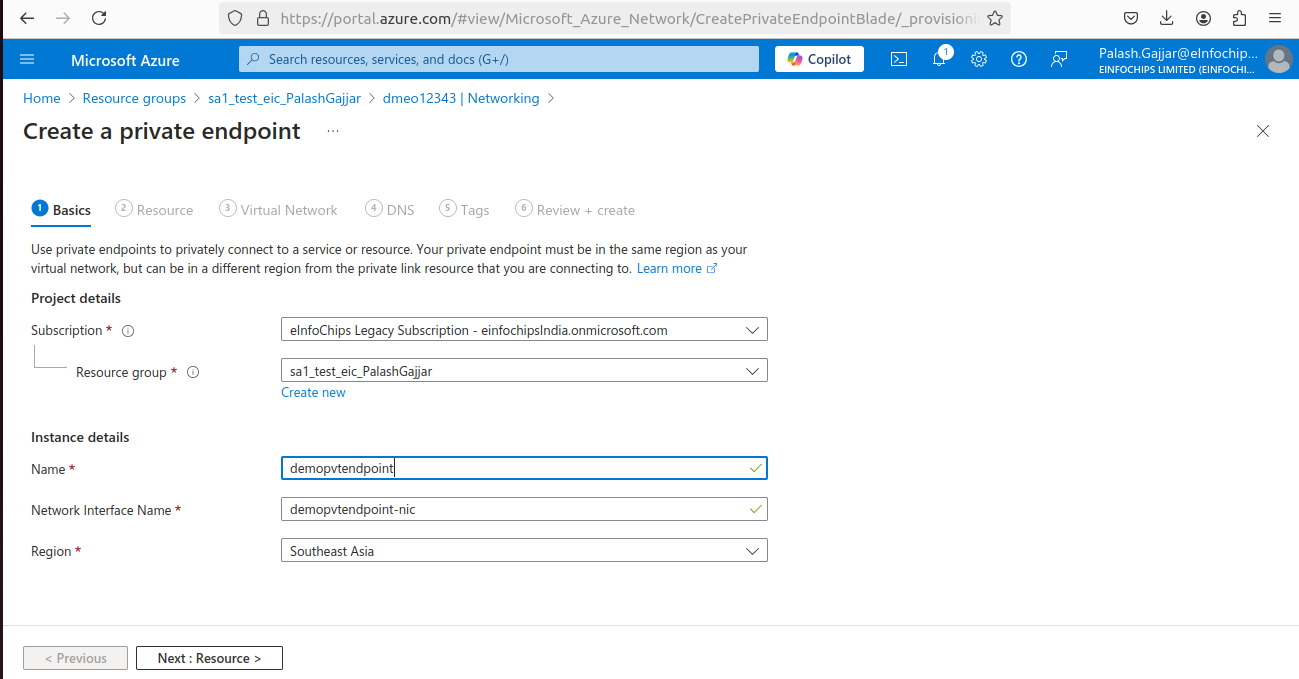 https://portal.azure.com/#view/Microsoft_Azure_Network/CreatePrivateEndpointBlade/_provisioni
Microsoft Azure
Search resources, services, and docs (G+/)
Copilot
1
Palash.Gajjar@eInfochip...
EINFOCHIPS LIMITED (EINFOCHI...
Home > Resource groups > sa1_test_eic_PalashGajjar > dmeo12343 | Networking >
Create a private endpoint ...
1 Basics 2 Resource 3 Virtual Network 4 DNS 5 Tags 6 Review + create
Use private endpoints to privately connect to a service or resource. Your private endpoint must be in the same region as your
virtual network, but can be in a different region from the private link resource that you are connecting to. Learn more
Project details
Subscription * eInfoChips Legacy Subscription - einfochipsIndia.onmicrosoft.com
Resource group * sa1_test_eic_PalashGajjar
Create new
Instance details
Name * demopvtendpoint
Network Interface Name * demopvtendpoint-nic
Region * Southeast Asia
< Previous Next : Resource >